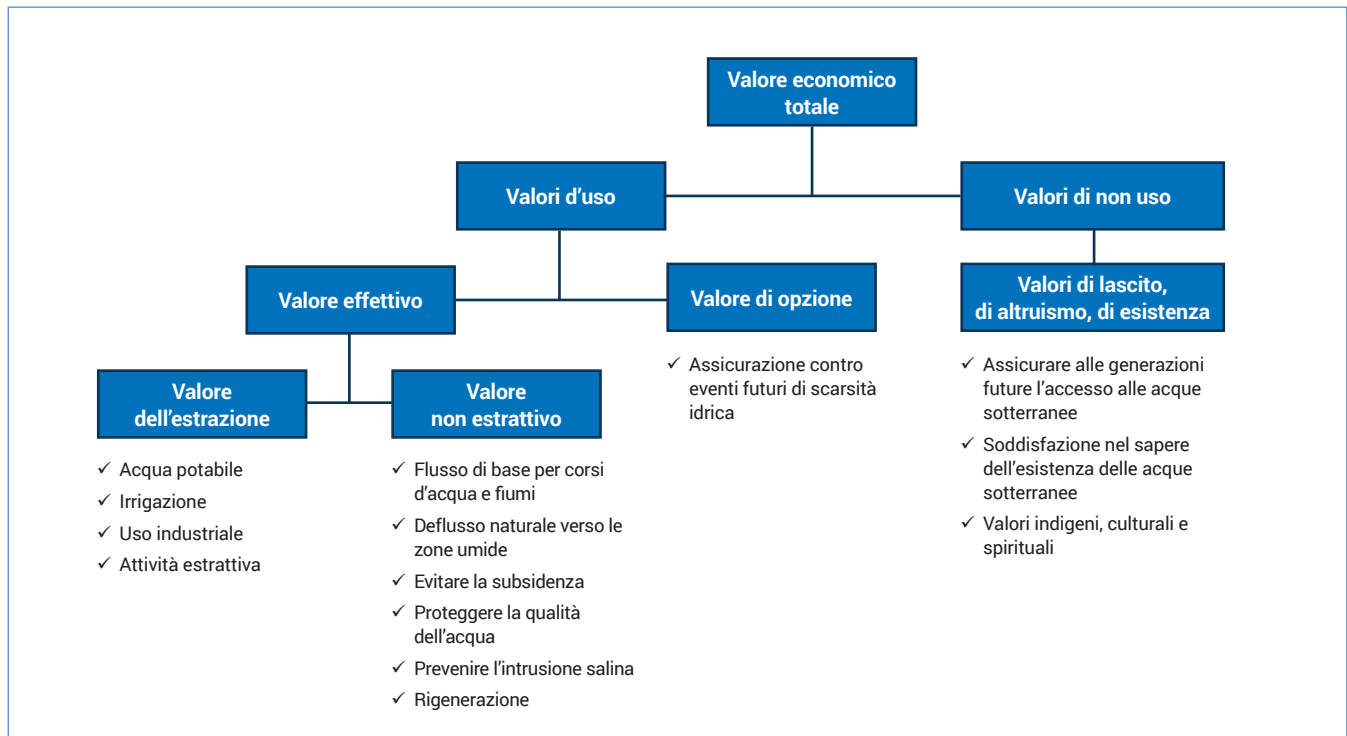 Valore economico
totale
Valori d’uso
Valori di non uso
Valore effettivo
Valore di opzione
Valori di lascito,
di altruismo, di esistenza
Valore
dell’estrazione
Valore
non estrattivo
✓ Acqua potabile
✓ Irrigazione
✓ Uso industriale
✓ Attività estrattiva
✓ Flusso di base per corsi
d’acqua e fiumi
✓ Deflusso naturale verso le
zone umide
✓ Evitare la subsidenza
✓ Proteggere la qualità
dell’acqua
✓ Prevenire l’intrusione salina
✓ Rigenerazione
✓ Assicurazione contro
eventi futuri di scarsità
idrica
✓ Assicurare alle generazioni
future l’accesso alle acque
sotterranee
✓ Soddisfazione nel sapere
dell’esistenza delle acque
sotterranee
✓ Valori indigeni, culturali e
spirituali